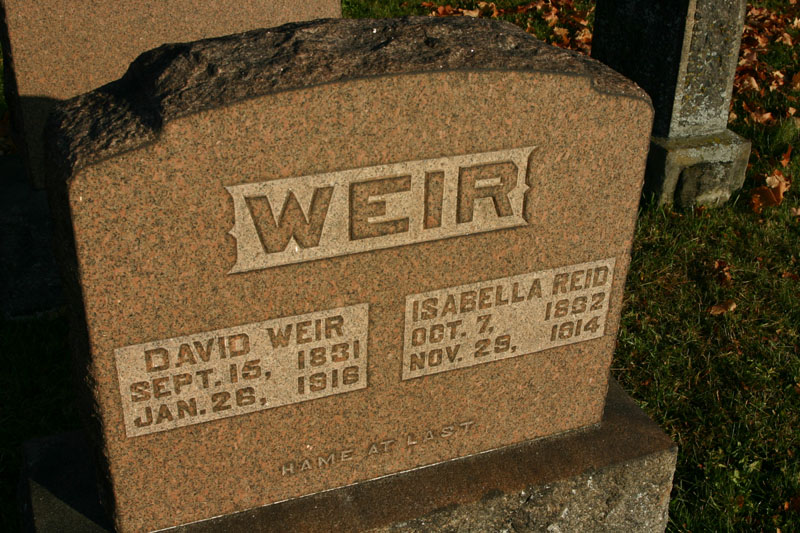 WEIR
DAVID WEIR
SEPT. 15, 1831
JAN. 26, 1916
ISABELLA REID
OCT. 7, 1832
NOV. 29, 1914
HAME AT LAST